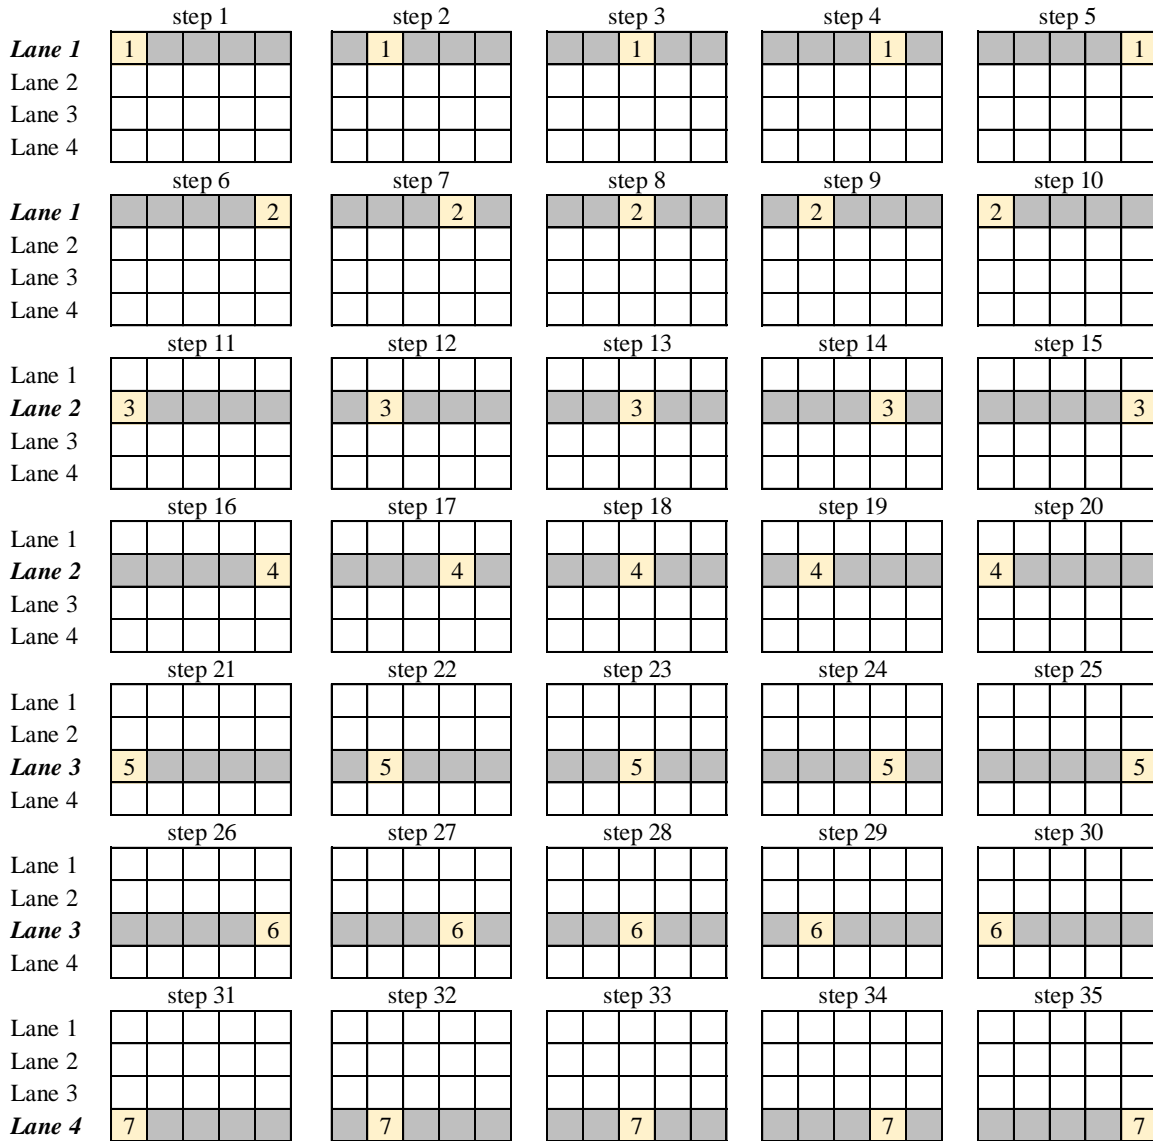 step 1 step 2 step 3 step 4 step 5
Lane 1 1 1 1 1 1
Lane 2
Lane 3
Lane 4
step 6 step 7 step 8 step 9 step 10
Lane 1 2 2 2 2 2
Lane 2
Lane 3
Lane 4
step 11 step 12 step 13 step 14 step 15
Lane 1
Lane 2 3 3 3 3 3
Lane 3
Lane 4
step 16 step 17 step 18 step 19 step 20
Lane 1
Lane 2 4 4 4 4 4
Lane 3
Lane 4
step 21 step 22 step 23 step 24 step 25
Lane 1
Lane 2
Lane 3 5 5 5 5 5
Lane 4
step 26 step 27 step 28 step 29 step 30
Lane 1
Lane 2
Lane 3 6 6 6 6 6
Lane 4
step 31 step 32 step 33 step 34 step 35
Lane 1
Lane 2
Lane 3
Lane 4 7 7 7 7 7